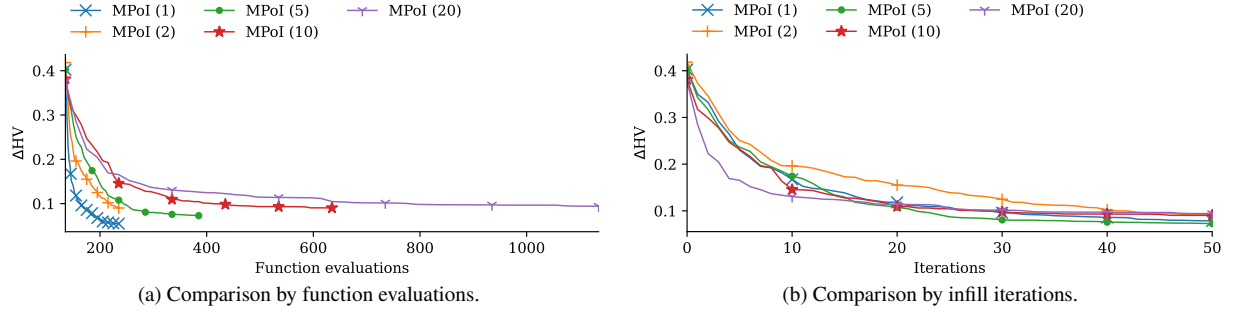 MPoI (1) MPoI (5) MPoI (20)
MPoI (2) MPoI (10)
0.4
0.3
0.2
0.1
ΔHV
200 400 600 800 1000
Function evaluations
(a) Comparison by function evaluations.
MPoI (1) MPoI (5) MPoI (20)
MPoI (2) MPoI (10)
0.4
0.3
0.2
0.1
ΔHV
0 10 20 30 40 50
Iterations
(b) Comparison by infill iterations.